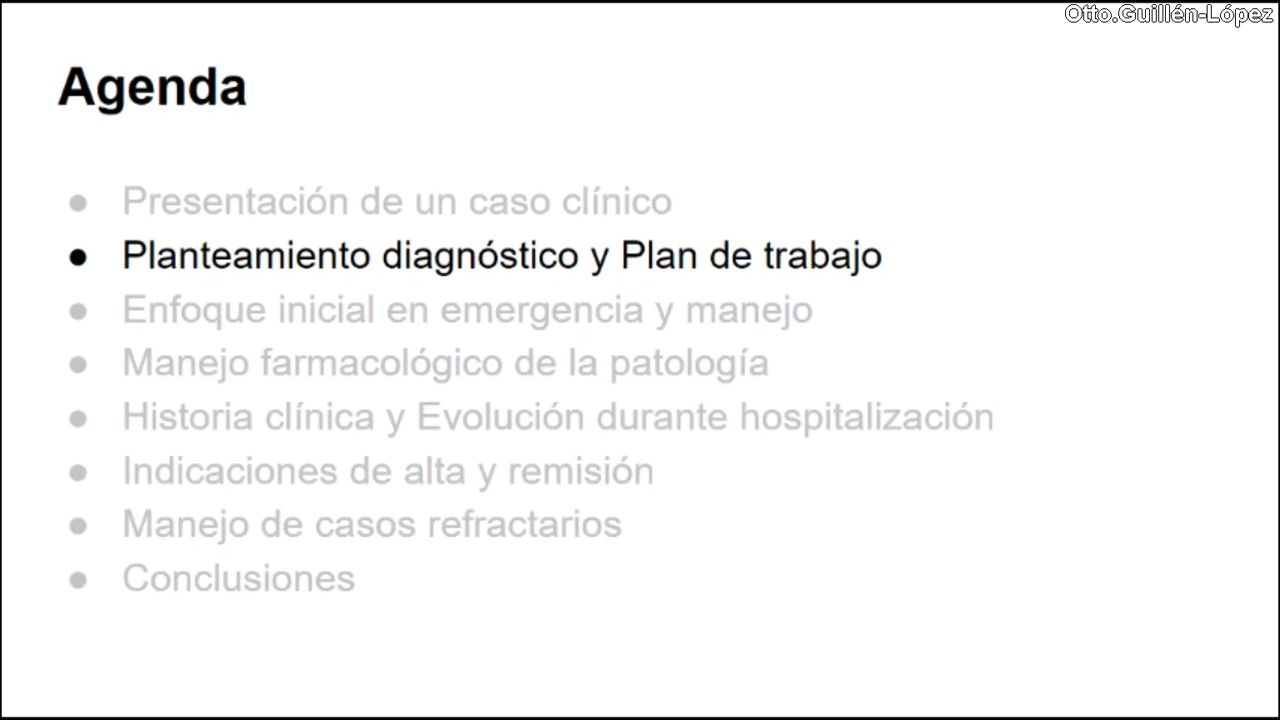 Otto.Guillén-López
Agenda
● Presentación de un caso clínico
● Planteamiento diagnóstico y Plan de trabajo
● Enfoque inicial en emergencia y manejo
● Manejo farmacológico de la patología
● Historia clínica y Evolución durante hospitalización
● Indicaciones de alta y remisión
● Manejo de casos refractarios
● Conclusiones